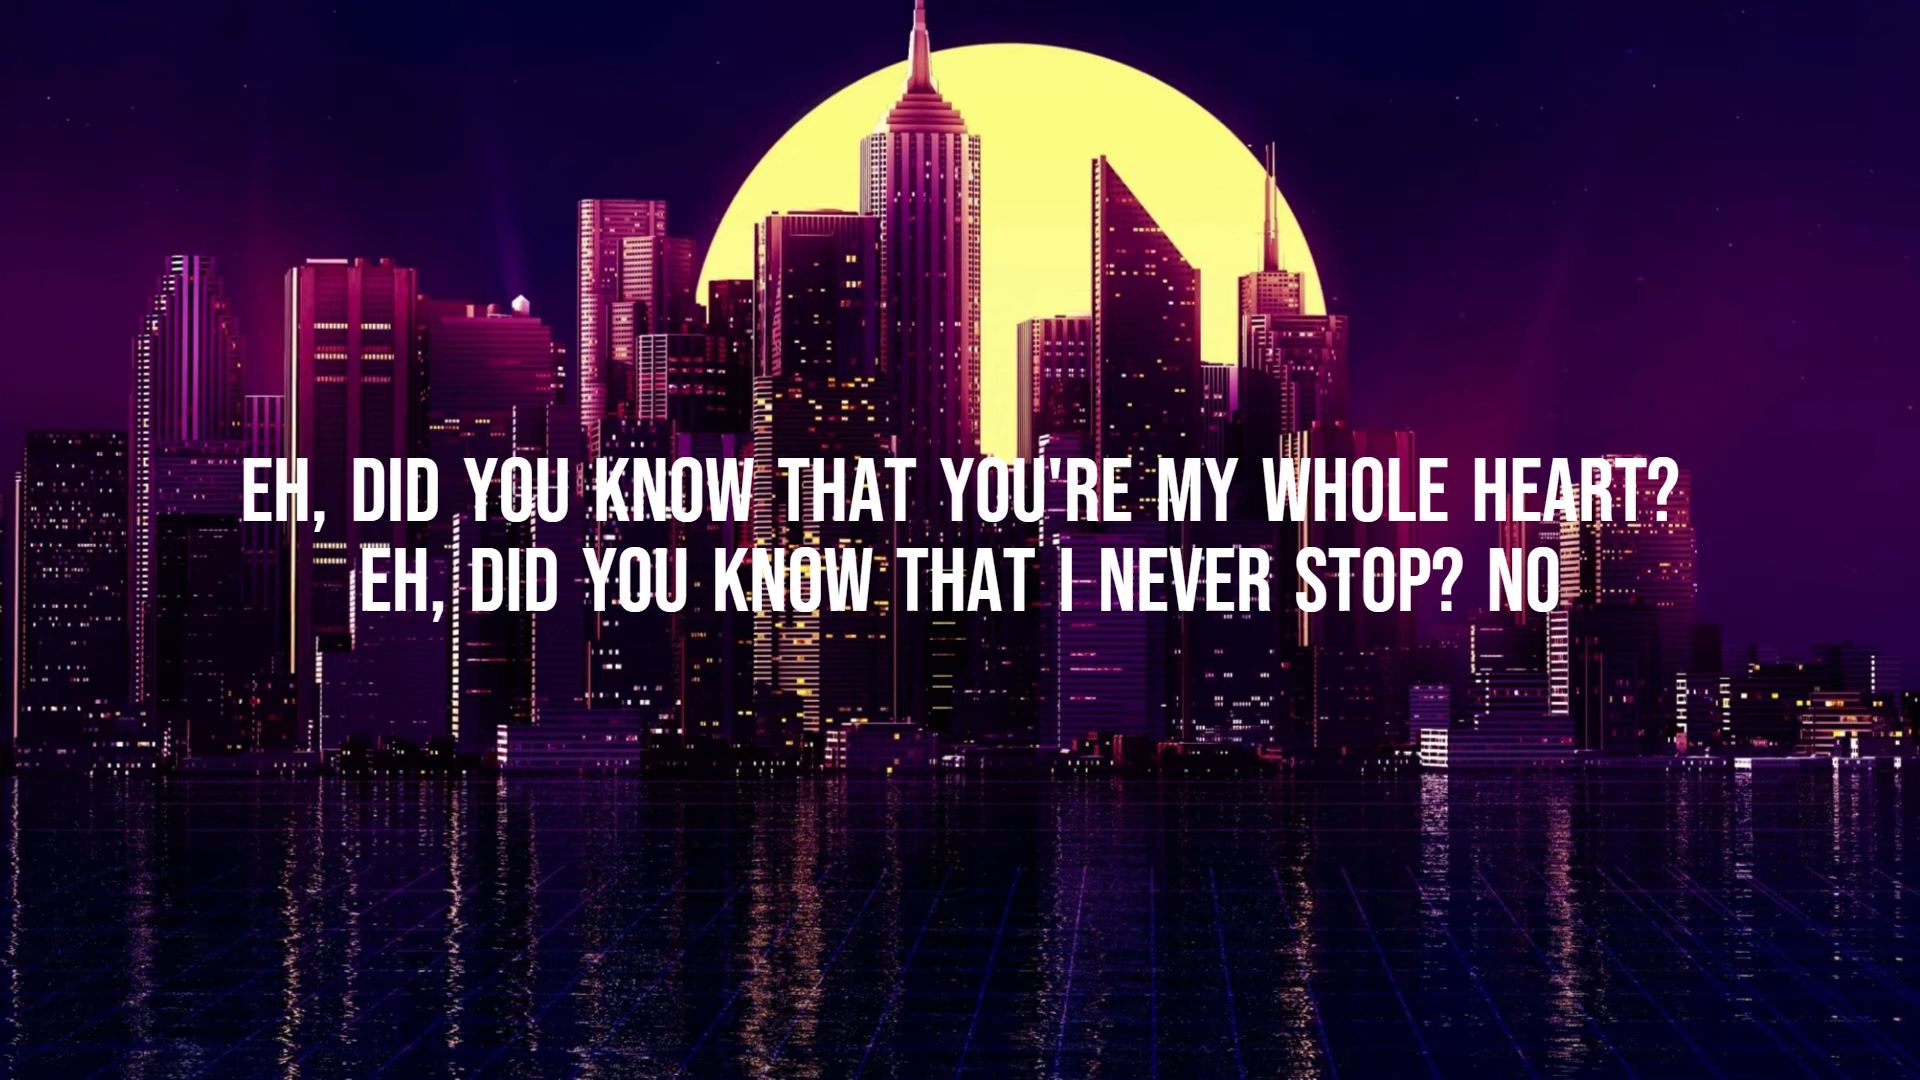 EH, DID YOU KNOW THAT YOU'RE MY WHOLE HEART?
EH, DID YOU KNOW THAT I NEVER STOP? NO